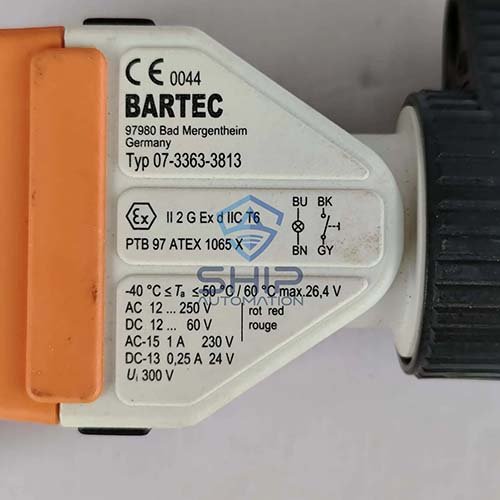 CE 0044
BARTEC
97980 Bad Mergentheim
Germany
Typ 07-3363-3813
Ex II 2 G Ex d IIC T6
PTB 97 ATEX 1065 X
BU BK
BN GY
SHIP
AUTOMATION
-40 °C ≤ Ta ≤ 50 °C / 60 °C max.26,4 V
AC 12 ... 250 V rot red
DC 12 ... 60 V rouge
AC-15 1 A 230 V
DC-13 0,25 A 24 V
Ui 300 V